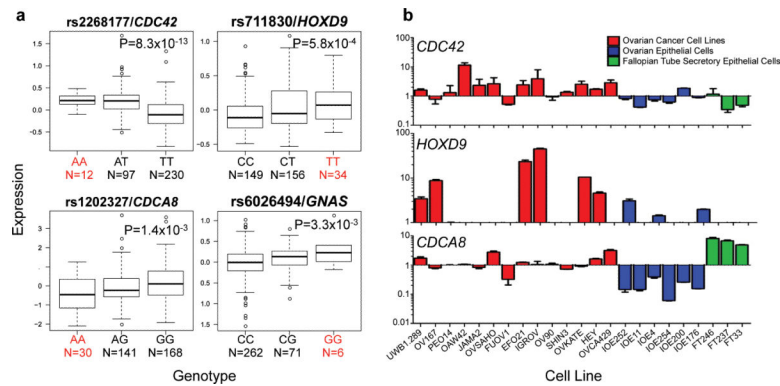 a
rs2268177/CDC42
P=8.3x10-13
1.5
1.0
0.5
0.0
-0.5
AA AT TT
N=12 N=97 N=230
rs711830/HOXD9
P=5.8x10-4
1.0
0.5
0.0
-0.5
CC CT TT
N=149 N=156 N=34
rs1202327/CDCA8
P=1.4x10-3
3
2
1
0
-1
-2
AA AG GG
N=30 N=141 N=168
rs6026494/GNAS
P=3.3x10-3
1.0
0.5
0.0
-0.5
-1.0
-1.5
CC CG GG
N=262 N=71 N=6
Expression
Genotype
b
Ovarian Cancer Cell Lines
Ovarian Epithelial Cells
Fallopian Tube Secretory Epithelial Cells
CDC42
100
10
1
0.1
HOXD9
100
10
1
CDCA8
10
1
0.1
0.01
UWB1.289
OV167
PEO14
OAW42
JAMA2
OVSAHO
FUOV1
EFO21
IGROV
OV90
SHIN3
OVKATE
HEY
OVCA429
IOE252
IOE11
IOE4
IOE254
IOE200
IOE176
FT246
FT237
FT33
Cell Line